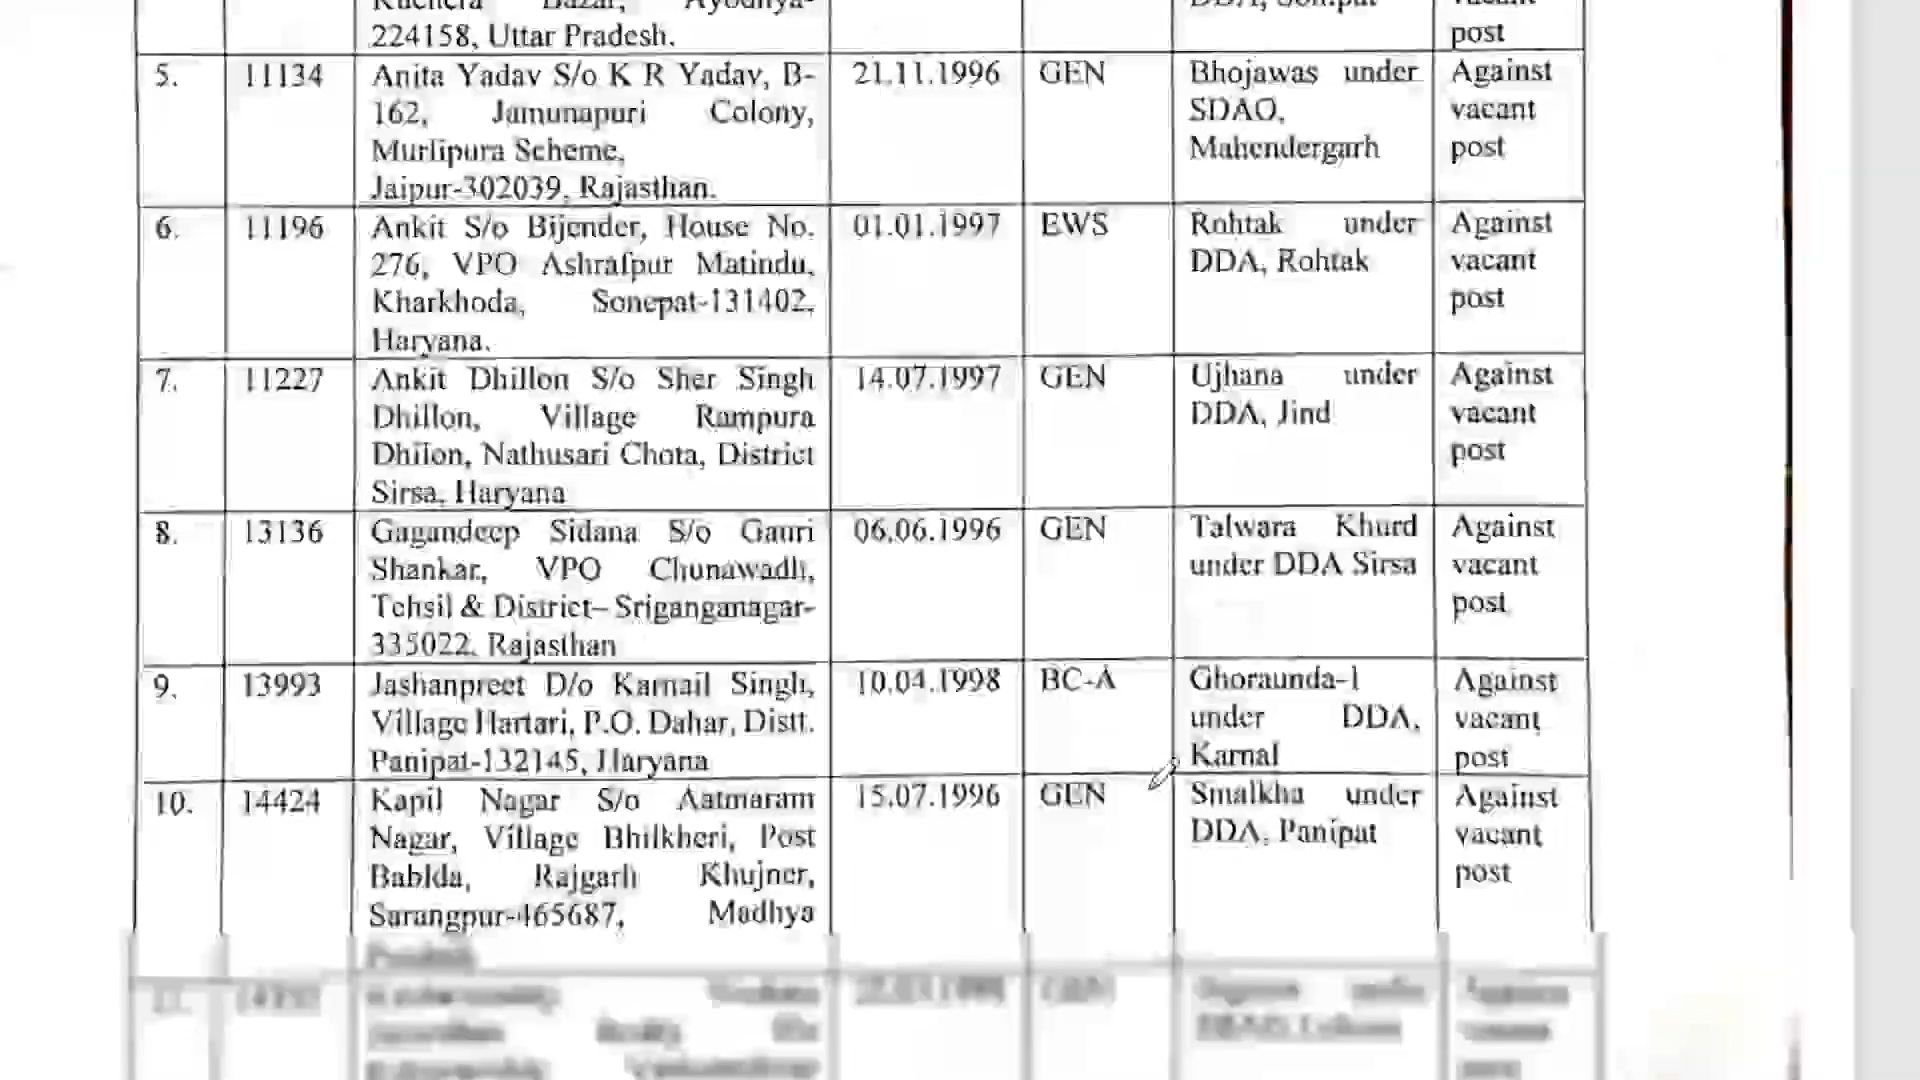 224158, Uttar Pradesh.
post
5. 11134 Anita Yadav S/o K R Yadav, B- 21.11.1996 GEN Bhojawas under Against
162, Jamunapuri Colony, SDAO, vacant
Murlipura Scheme, Mahendergarh post
Jaipur-302039, Rajasthan.
6. 11196 Ankit S/o Bijender, House No. 01.01.1997 EWS Rohtak under Against
276, VPO Ashrafpur Matindu, DDA, Rohtak vacant
Kharkhoda, Sonepat-131402, post
Haryana.
7. 11227 Ankit Dhillon S/o Sher Singh 14.07.1997 GEN Ujhana under Against
Dhillon, Village Rampura DDA, Jind vacant
Dhilon, Nathusari Chota, District post
Sirsa, Haryana
8. 13136 Gagandeep Sidana S/o Gauri 06.06.1996 GEN Talwara Khurd Against
Shankar, VPO Chunawadh, under DDA Sirsa vacant
Tehsil & District– Sriganganagar- post
335022, Rajasthan
9. 13993 Jashanpreet D/o Karnail Singh, 10.04.1998 BC-A Ghoraunda-I Against
Village Hartari, P.O. Dahar, Distt. under DDA, vacant
Panipat-132145, Haryana Karnal post
10. 14424 Kapil Nagar S/o Aatmaram 15.07.1996 GEN Smalkha under Against
Nagar, Village Bhilkheri, Post DDA, Panipat vacant
Bablda, Rajgarh Khujner, post
Sarangpur-465687, Madhya